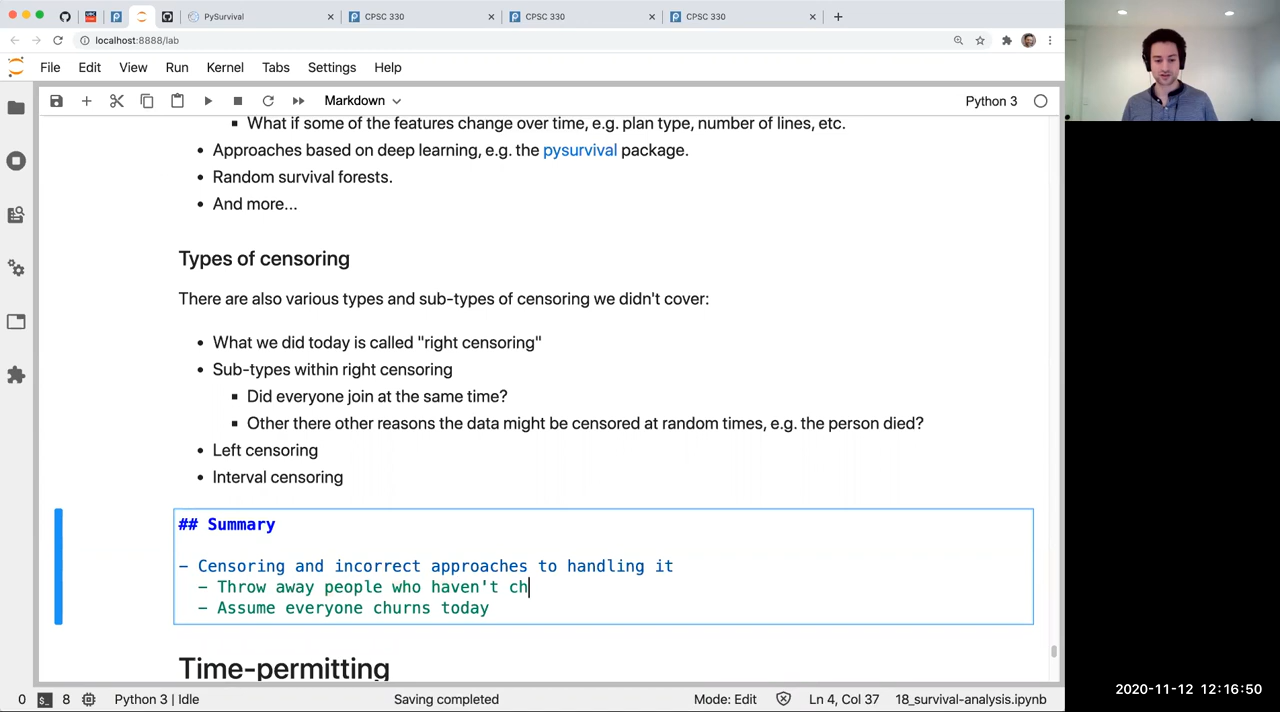 PySurvival
CPSC 330
CPSC 330
CPSC 330
localhost:8888/lab
File Edit View Run Kernel Tabs Settings Help
Markdown
Python 3
▪ What if some of the features change over time, e.g. plan type, number of lines, etc.
• Approaches based on deep learning, e.g. the pysurvival package.
• Random survival forests.
• And more...
Types of censoring
There are also various types and sub-types of censoring we didn't cover:
• What we did today is called "right censoring"
• Sub-types within right censoring
▪ Did everyone join at the same time?
▪ Other there other reasons the data might be censored at random times, e.g. the person died?
• Left censoring
• Interval censoring
## Summary
- Censoring and incorrect approaches to handling it
- Throw away people who haven't ch
- Assume everyone churns today
Time-permitting
0 8 Python 3 | Idle Saving completed Mode: Edit Ln 4, Col 37 18_survival-analysis.ipynb
2020-11-12 12:16:50